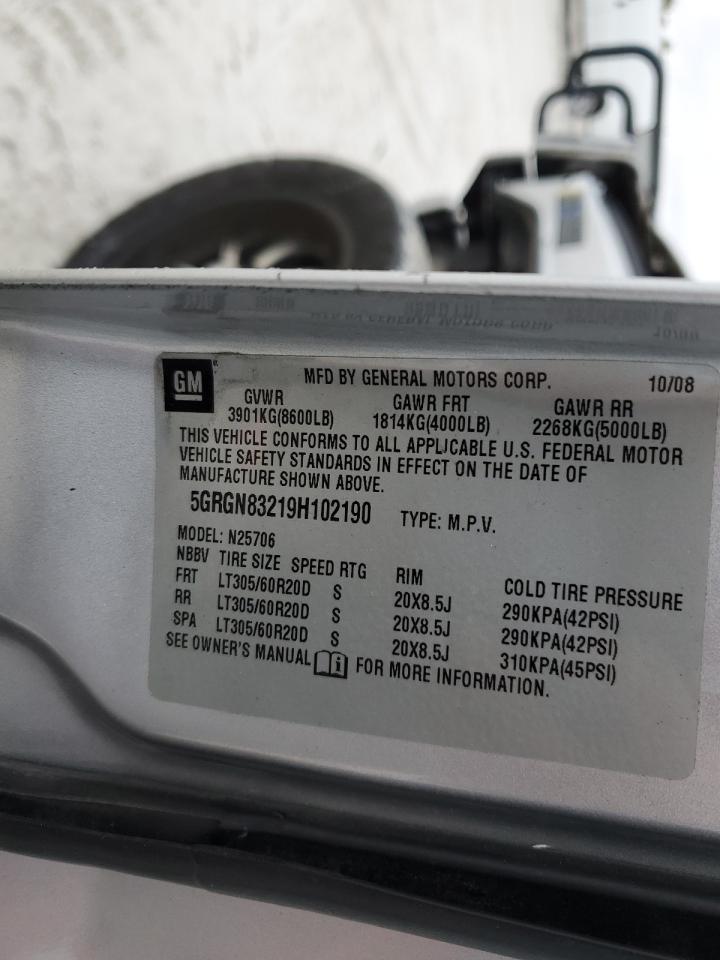 GM
MFD BY GENERAL MOTORS CORP. 10/08
GVWR GAWR FRT GAWR RR
3901KG(8600LB) 1814KG(4000LB) 2268KG(5000LB)
THIS VEHICLE CONFORMS TO ALL APPLICABLE U.S. FEDERAL MOTOR
VEHICLE SAFETY STANDARDS IN EFFECT ON THE DATE OF
MANUFACTURE SHOWN ABOVE.
5GRGN83219H102190 TYPE: M.P.V.
MODEL: N25706
NBBV TIRE SIZE SPEED RTG RIM COLD TIRE PRESSURE
FRT LT305/60R20D S 20X8.5J 290KPA(42PSI)
RR LT305/60R20D S 20X8.5J 290KPA(42PSI)
SPA LT305/60R20D S 20X8.5J 310KPA(45PSI)
SEE OWNER'S MANUAL i FOR MORE INFORMATION.